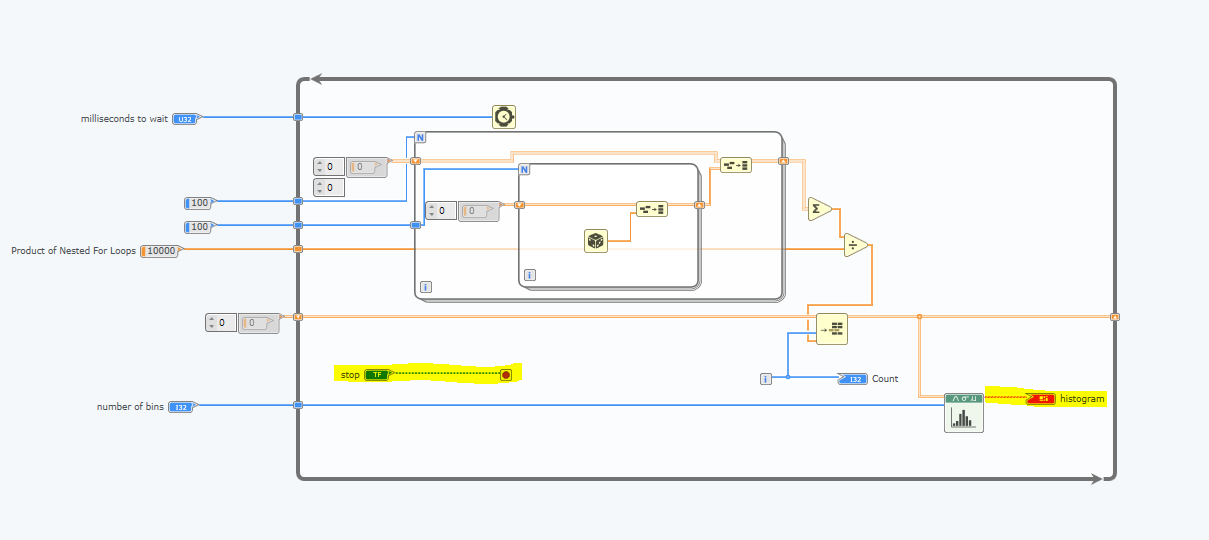 milliseconds to wait U32
N
0 0
0
N
100
0 0
100
Σ
÷
Product of Nested For Loops 10000
i
i
0 0
stop TF
i I32 Count
number of bins I32
histogram